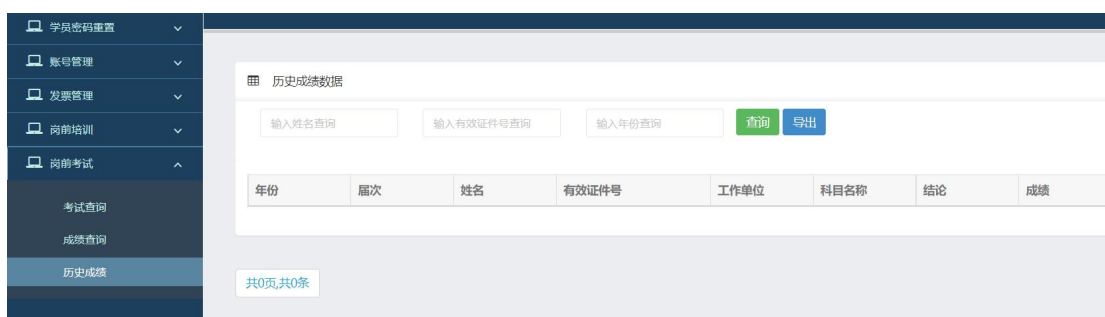 学员密码重置
账号管理
发票管理
岗前培训
岗前考试
考试查询
成绩查询
历史成绩
历史成绩数据
输入姓名查询 输入有效证件号查询 输入年份查询 查询 导出
年份 届次 姓名 有效证件号 工作单位 科目名称 结论 成绩
共0页,共0条